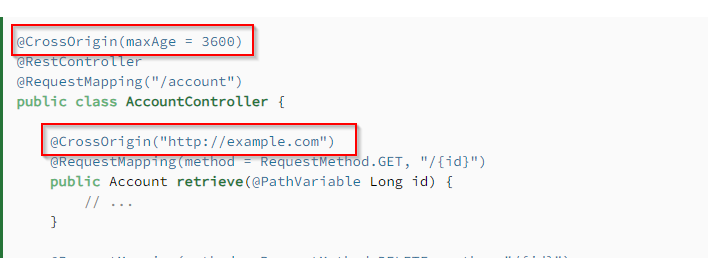 @CrossOrigin(maxAge = 3600)
@RestController
@RequestMapping("/account")
public class AccountController {
@CrossOrigin("http://example.com")
@RequestMapping(method = RequestMethod.GET, "/{id}")
public Account retrieve(@PathVariable Long id) {
// ...
}